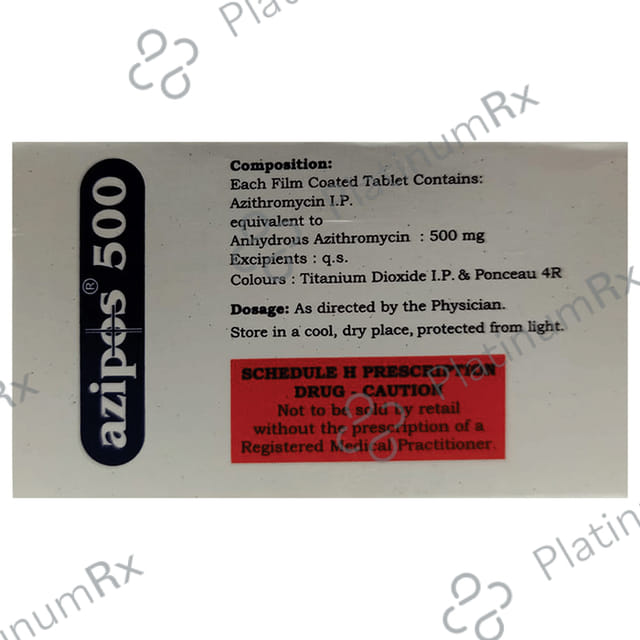 azipos® 500
Composition:
Each Film Coated Tablet Contains:
Azithromycin I.P.
equivalent to
Anhydrous Azithromycin : 500 mg
Excipients : q.s.
Colours : Titanium Dioxide I.P. & Ponceau 4R
Dosage: As directed by the Physician.
Store in a cool, dry place, protected from light.
SCHEDULE H PRESCRIPTION
DRUG - CAUTION
Not to be sold by retail
without the prescription of a
Registered Medical Practitioner.
PlatinumRx
PlatinumRx
PlatinumRx